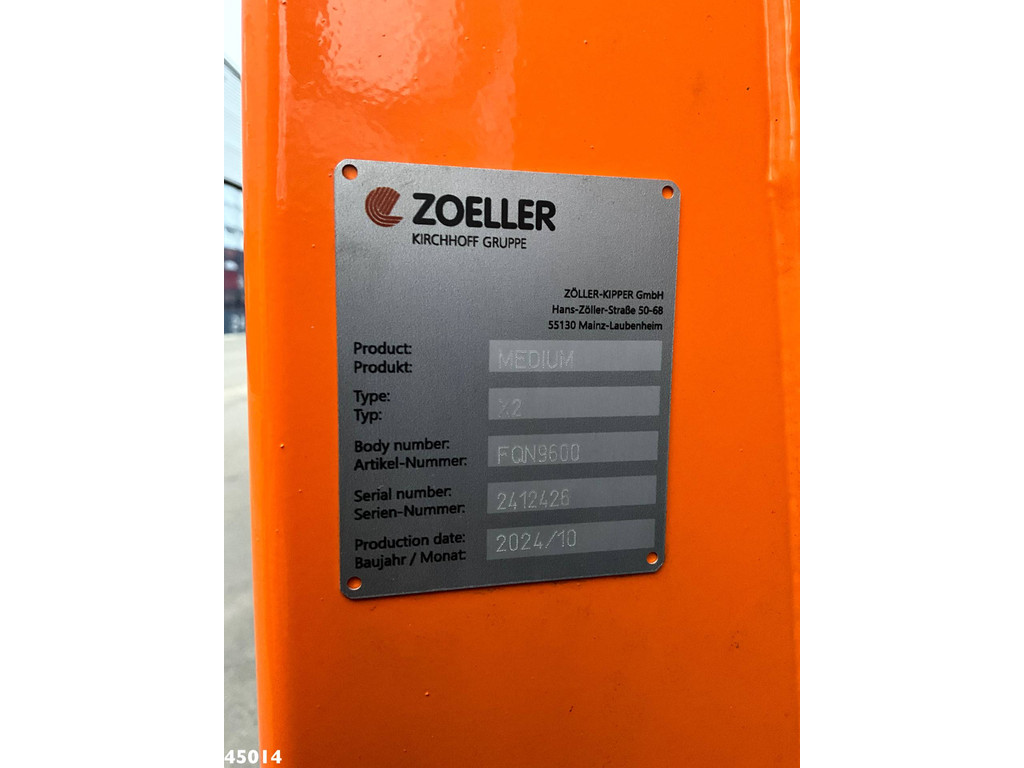 ZOELLER
KIRCHHOFF GRUPPE
ZÖLLER-KIPPER GmbH
Hans-Zöller-Straße 50-68
55130 Mainz-Laubenheim
Product: MEDIUM
Produkt:
Type:
Typ:
Body number: FQN9600
Artikel-Nummer:
Serial number: 2412426
Serien-Nummer:
Production date: 2024/10
Baujahr / Monat:
45014